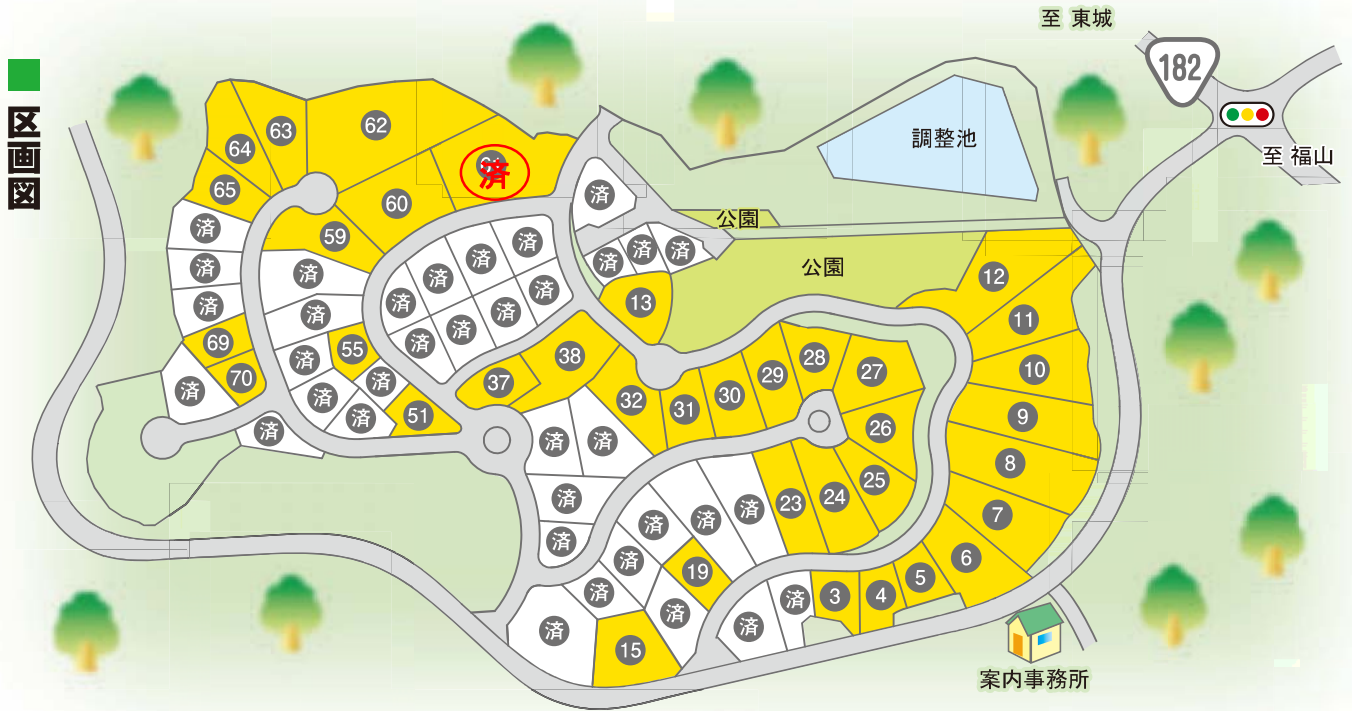 区画図
至 東城
182
至 福山
調整池
公園
公園
案内事務所
64
63
62
済
65
60
59
済
済
済
69
70
済
済
済
済
55
済
済
済
済
51
済
済
済
済
済
済
済
済
済
済
済
済
済
13
37
38
32
31
30
29
28
27
26
25
24
23
12
11
10
9
8
7
6
5
4
3
済
済
済
済
済
済
済
済
済
済
19
済
済
15
済
済